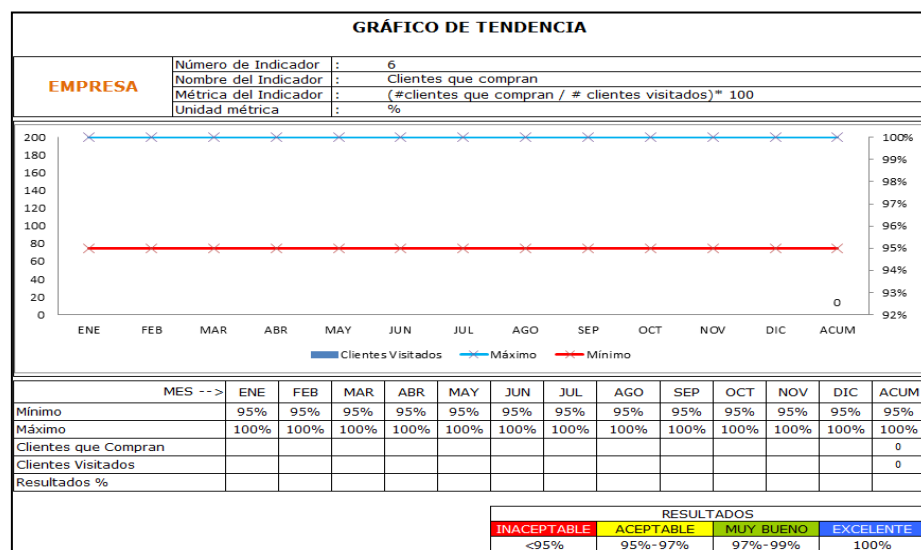 GRÁFICO DE TENDENCIA
EMPRESA
Número de Indicador : 6
Nombre del Indicador : Clientes que compran
Métrica del Indicador : (#clientes que compran / # clientes visitados)* 100
Unidad métrica : %
200 100%
180 99%
160 98%
140 97%
120 96%
100 95%
80 94%
60 93%
40 92%
20
0
0
ENE FEB MAR ABR MAY JUN JUL AGO SEP OCT NOV DIC ACUM
Clientes Visitados Máximo Mínimo
MES --> ENE FEB MAR ABR MAY JUN JUL AGO SEP OCT NOV DIC ACUM
Mínimo 95% 95% 95% 95% 95% 95% 95% 95% 95% 95% 95% 95% 95%
Máximo 100% 100% 100% 100% 100% 100% 100% 100% 100% 100% 100% 100% 100%
Clientes que Compran 0
Clientes Visitados 0
Resultados %
RESULTADOS
INACEPTABLE ACEPTABLE MUY BUENO EXCELENTE
<95% 95%-97% 97%-99% 100%